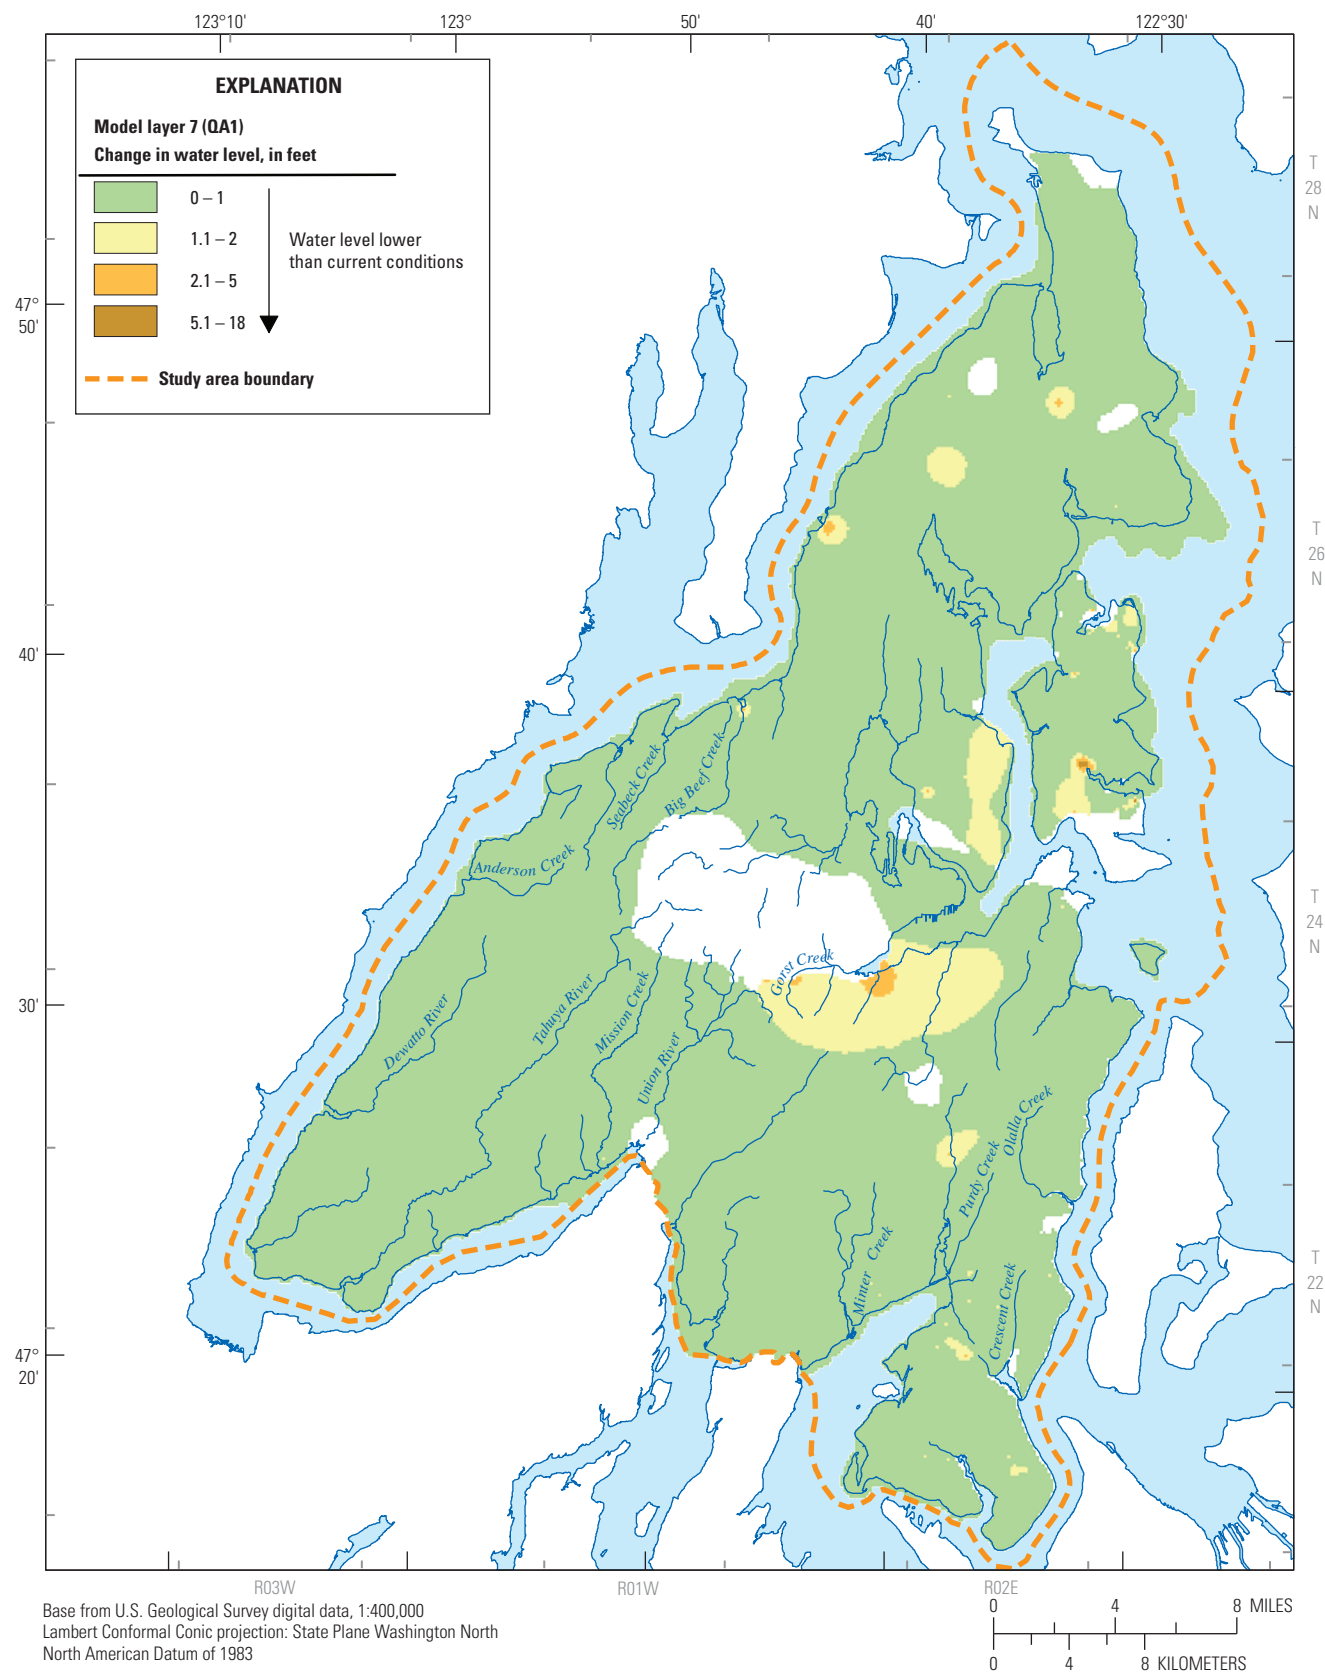 123°10'
123°
50'
40'
122°30'
EXPLANATION
Model layer 7 (QA1)
Change in water level, in feet
0 – 1
1.1 – 2
2.1 – 5
5.1 – 18
Water level lower
than current conditions
Study area boundary
T
28
N
47°
50'
T
26
N
40'
Seabeck Creek
Big Beef Creek
Anderson Creek
T
24
N
Gorst Creek
30'
Dewatto River
Tahuya River
Mission Creek
Union River
Olalla Creek
Purdy Creek
Minter Creek
Crescent Creek
T
22
N
47°
20'
R03W
R01W
R02E
Base from U.S. Geological Survey digital data, 1:400,000
Lambert Conformal Conic projection: State Plane Washington North
North American Datum of 1983
0 4 8 MILES
0 4 8 KILOMETERS